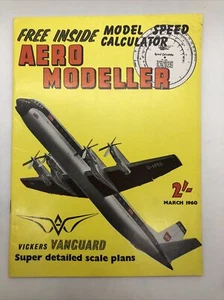 FREE INSIDE MODEL SPEED
CALCULATOR
AERO
MODELLER
2/-
MARCH 1960
VICKERS VANGUARD
Super detailed scale plans